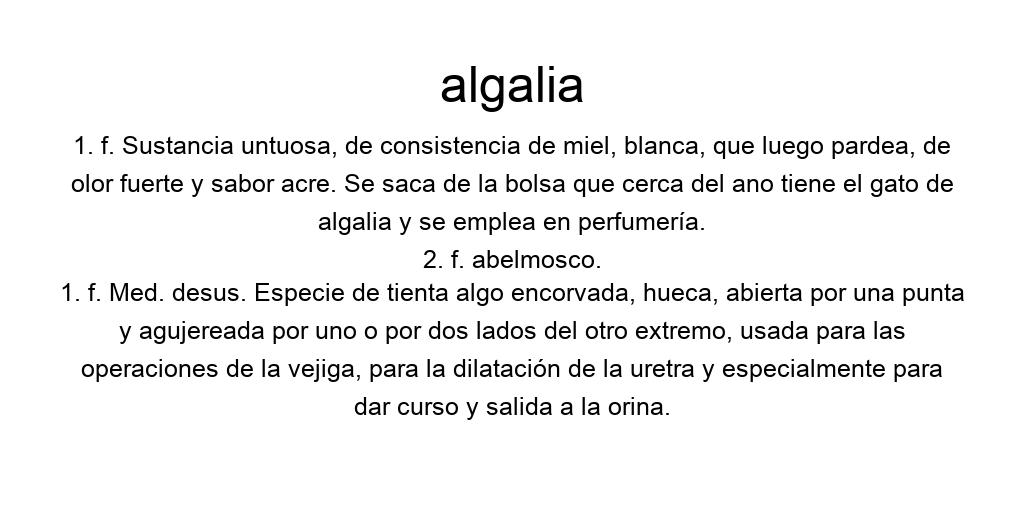 algalia
1. f. Sustancia untuosa, de consistencia de miel, blanca, que luego pardea, de
olor fuerte y sabor acre. Se saca de la bolsa que cerca del ano tiene el gato de
algalia y se emplea en perfumería.
2. f. abelmosco.
1. f. Med. desus. Especie de tienta algo encorvada, hueca, abierta por una punta
y agujereada por uno o por dos lados del otro extremo, usada para las
operaciones de la vejiga, para la dilatación de la uretra y especialmente para
dar curso y salida a la orina.